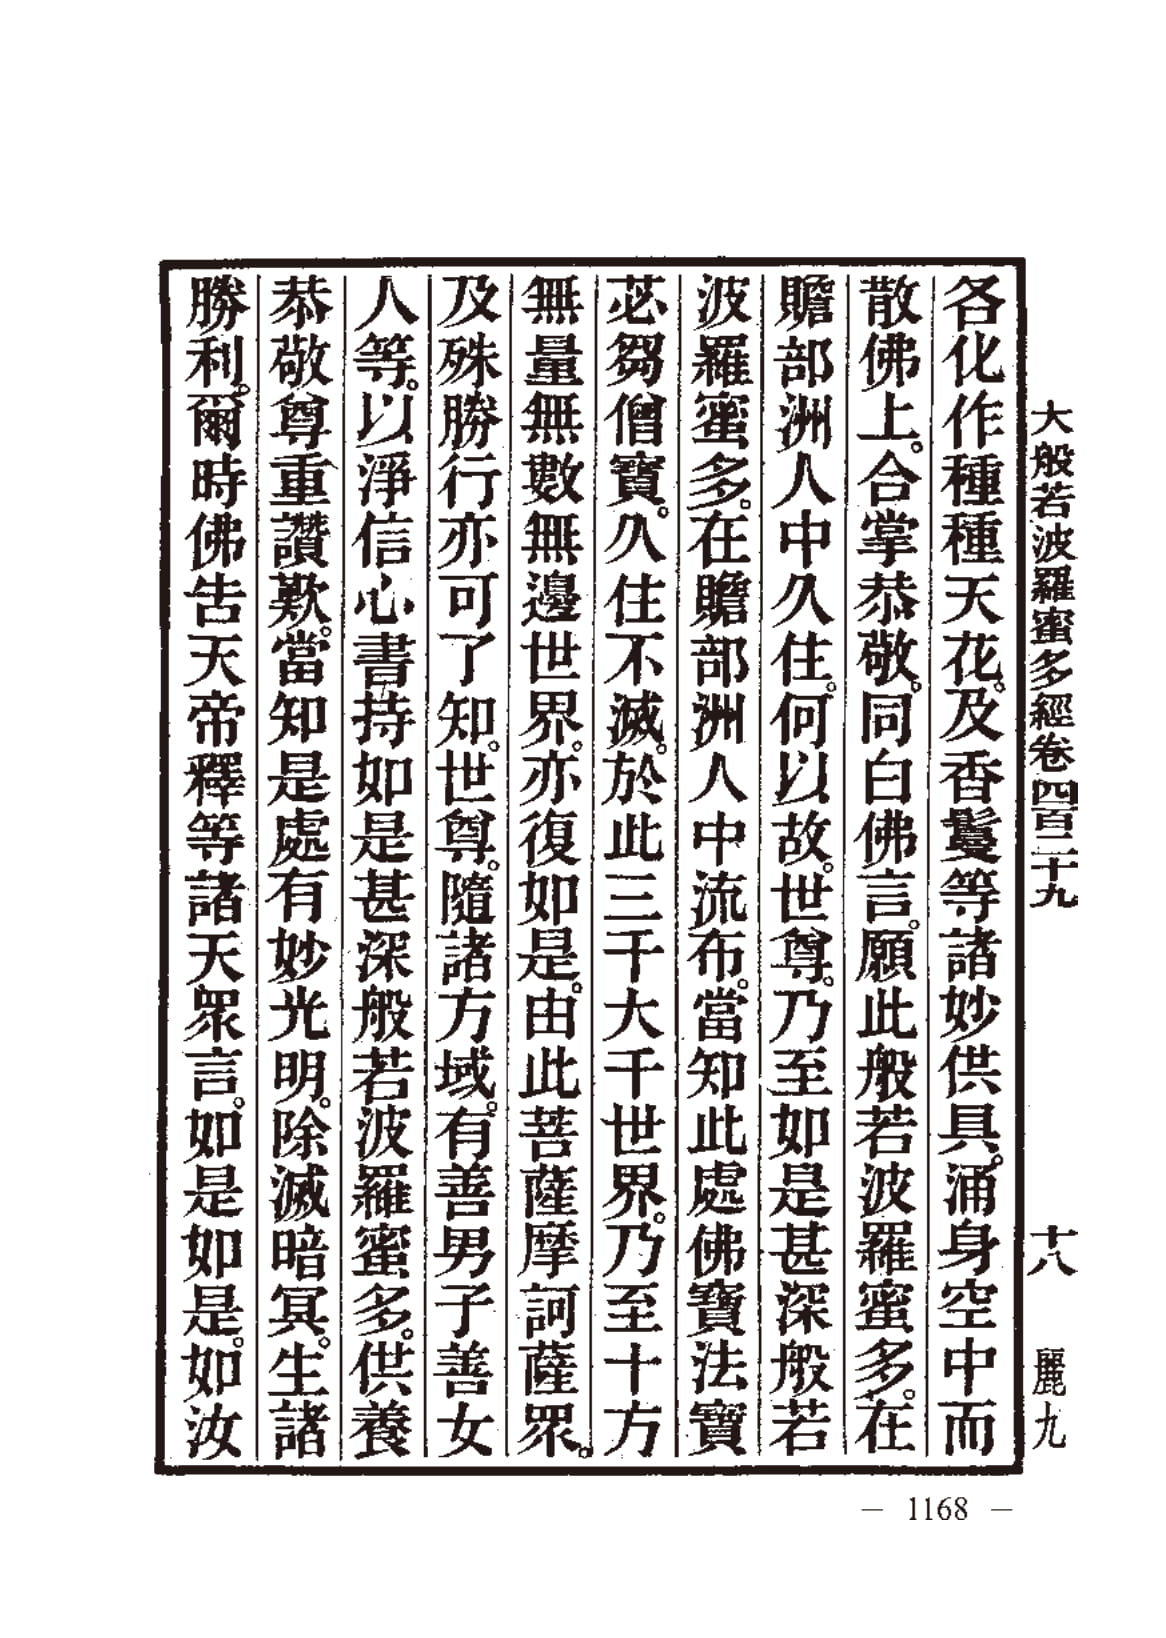 大般若波羅蜜多經卷四百二十九 十八 麗九
各化作種種天花。及香鬘等諸妙供具。涌身空中而
散佛上。合掌恭敬。同白佛言。願此般若波羅蜜多。在
贍部洲人中久住。何以故。世尊。乃至如是甚深般若
波羅蜜多。在贍部洲人中流布。當知此處佛寶法寶
苾芻僧寶。久住不滅。於此三千大千世界。乃至十方
無量無數無邊世界。亦復如是。由此菩薩摩訶薩眾。
及殊勝行亦可了知。世尊。隨諸方域。有善男子善女
人等。以淨信心書持如是甚深般若波羅蜜多。供養
恭敬尊重讚歎。當知是處有妙光明。除滅暗冥。生諸
勝利。爾時佛告天帝釋等諸天眾言。如是如是。如汝
— 1168 —